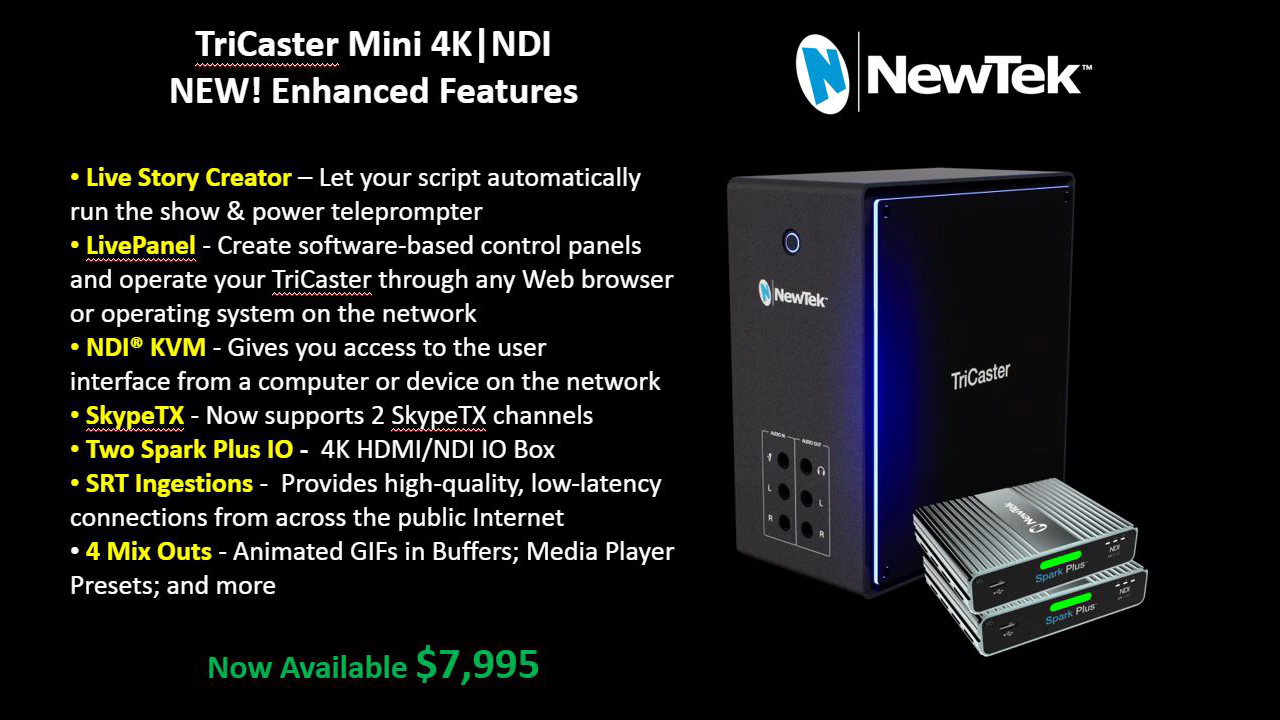 TriCaster Mini 4K|NDI
NEW! Enhanced Features
NewTek™
• Live Story Creator – Let your script automatically
run the show & power teleprompter
• LivePanel - Create software-based control panels
and operate your TriCaster through any Web browser
or operating system on the network
• NDI® KVM - Gives you access to the user
interface from a computer or device on the network
• SkypeTX - Now supports 2 SkypeTX channels
• Two Spark Plus IO - 4K HDMI/NDI IO Box
• SRT Ingestions - Provides high-quality, low-latency
connections from across the public Internet
• 4 Mix Outs - Animated GIFs in Buffers; Media Player
Presets; and more
Now Available $7,995
NewTek™
TriCaster
AUDIO IN AUDIO OUT
L L
R R
NewTek
NDI
Spark Plus™
NDI
Spark Plus™